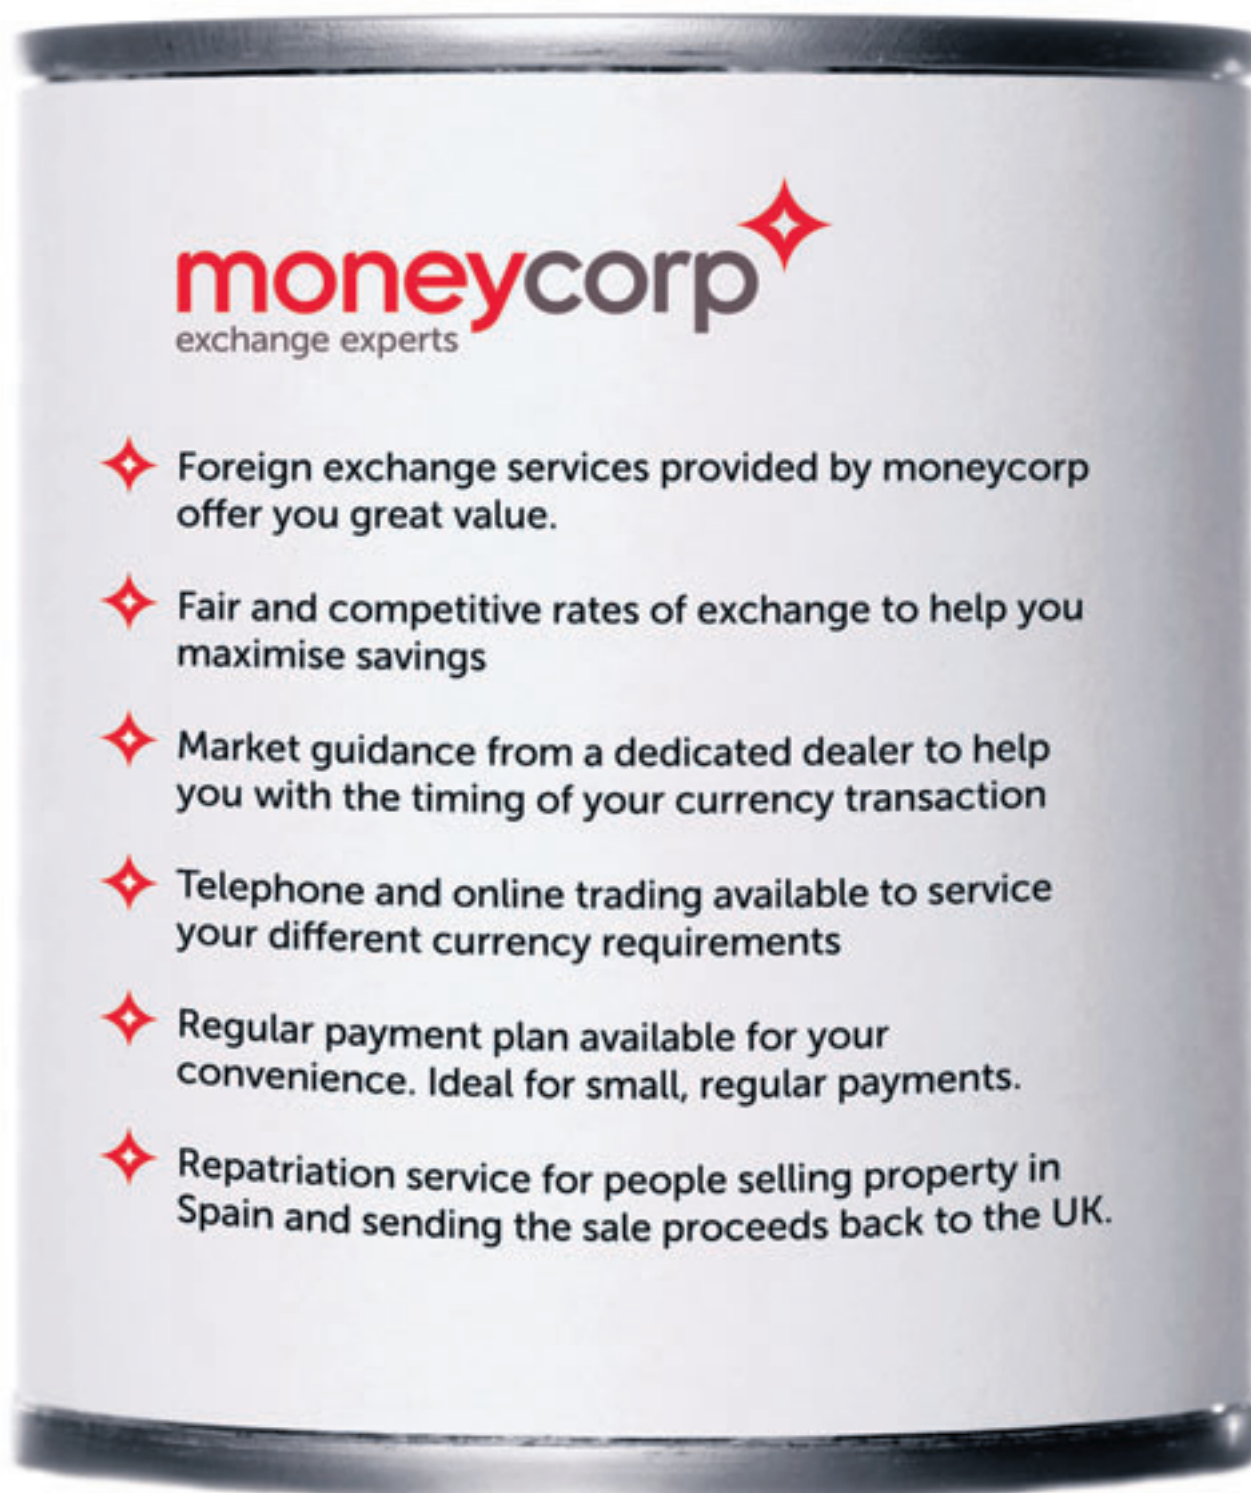 moneycorp
exchange experts
Foreign exchange services provided by moneycorp
offer you great value.
Fair and competitive rates of exchange to help you
maximise savings
Market guidance from a dedicated dealer to help
you with the timing of your currency transaction
Telephone and online trading available to service
your different currency requirements
Regular payment plan available for your
convenience. Ideal for small, regular payments.
Repatriation service for people selling property in
Spain and sending the sale proceeds back to the UK.